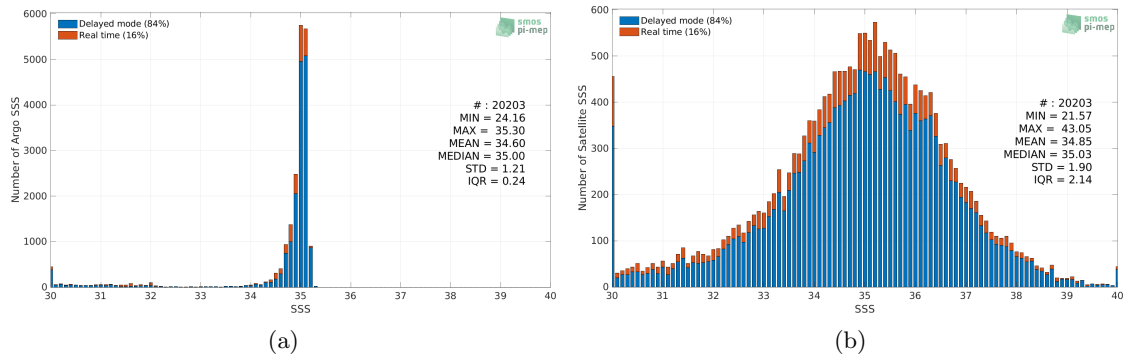 Delayed mode (84%)
Real time (16%)
smos
pi-mep
6000
5000
4000
3000
2000
1000
0
Number of Argo SSS
# : 20203
MIN = 24.16
MAX = 35.30
MEAN = 34.60
MEDIAN = 35.00
STD = 1.21
IQR = 0.24
30 31 32 33 34 35 36 37 38 39 40
SSS
(a)
Delayed mode (84%)
Real time (16%)
smos
pi-mep
600
500
400
300
200
100
0
Number of Satellite SSS
# : 20203
MIN = 21.57
MAX = 43.05
MEAN = 34.85
MEDIAN = 35.03
STD = 1.90
IQR = 2.14
30 31 32 33 34 35 36 37 38 39 40
SSS
(b)